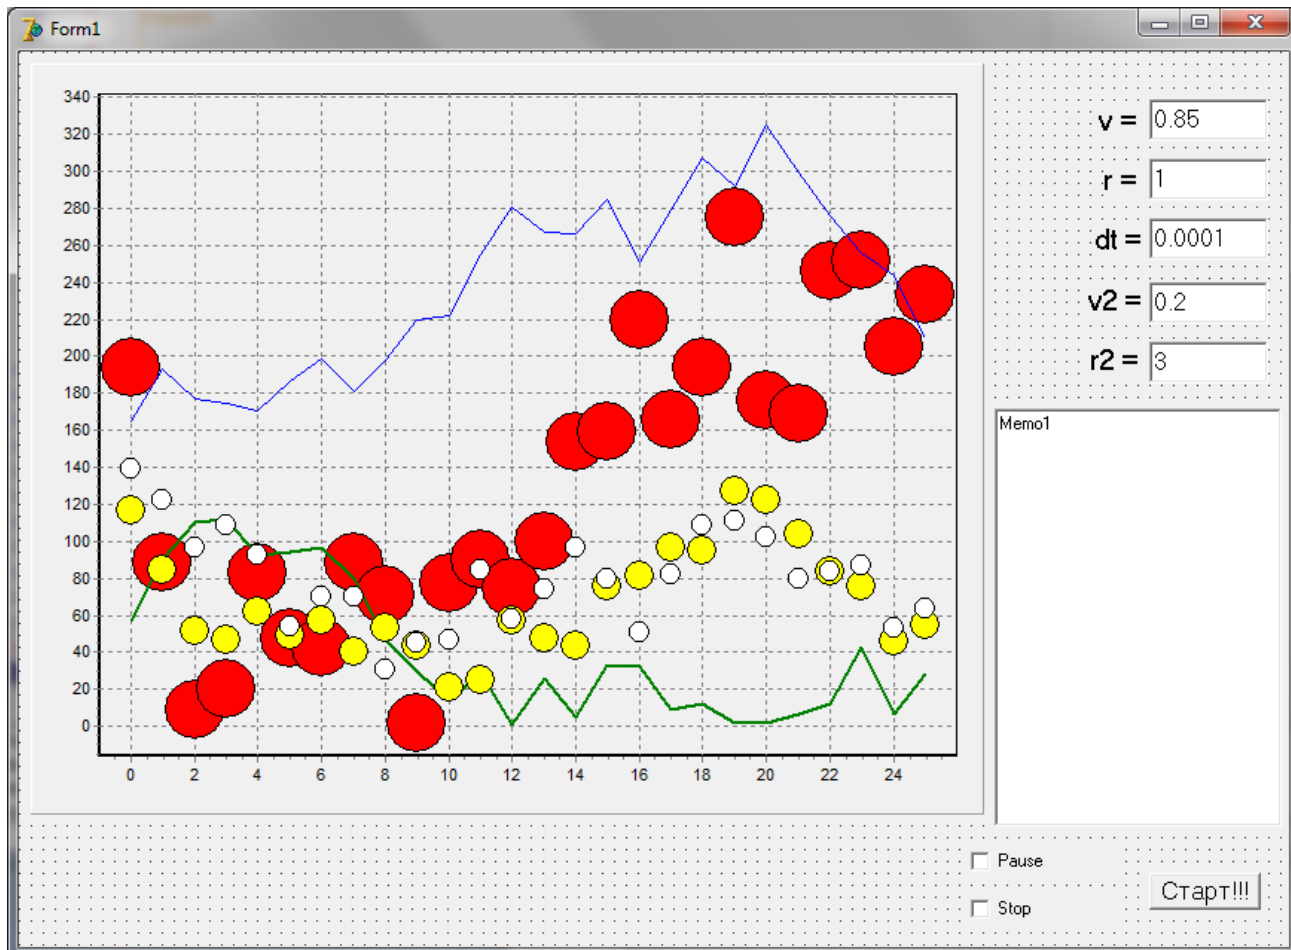 Form1
340
320
300
280
260
240
220
200
180
160
140
120
100
80
60
40
20
0
0 2 4 6 8 10 12 14 16 18 20 22 24
v = 0.85
r = 1
dt = 0.0001
v2 = 0.2
r2 = 3
Memo1
Pause
Stop
Старт!!!